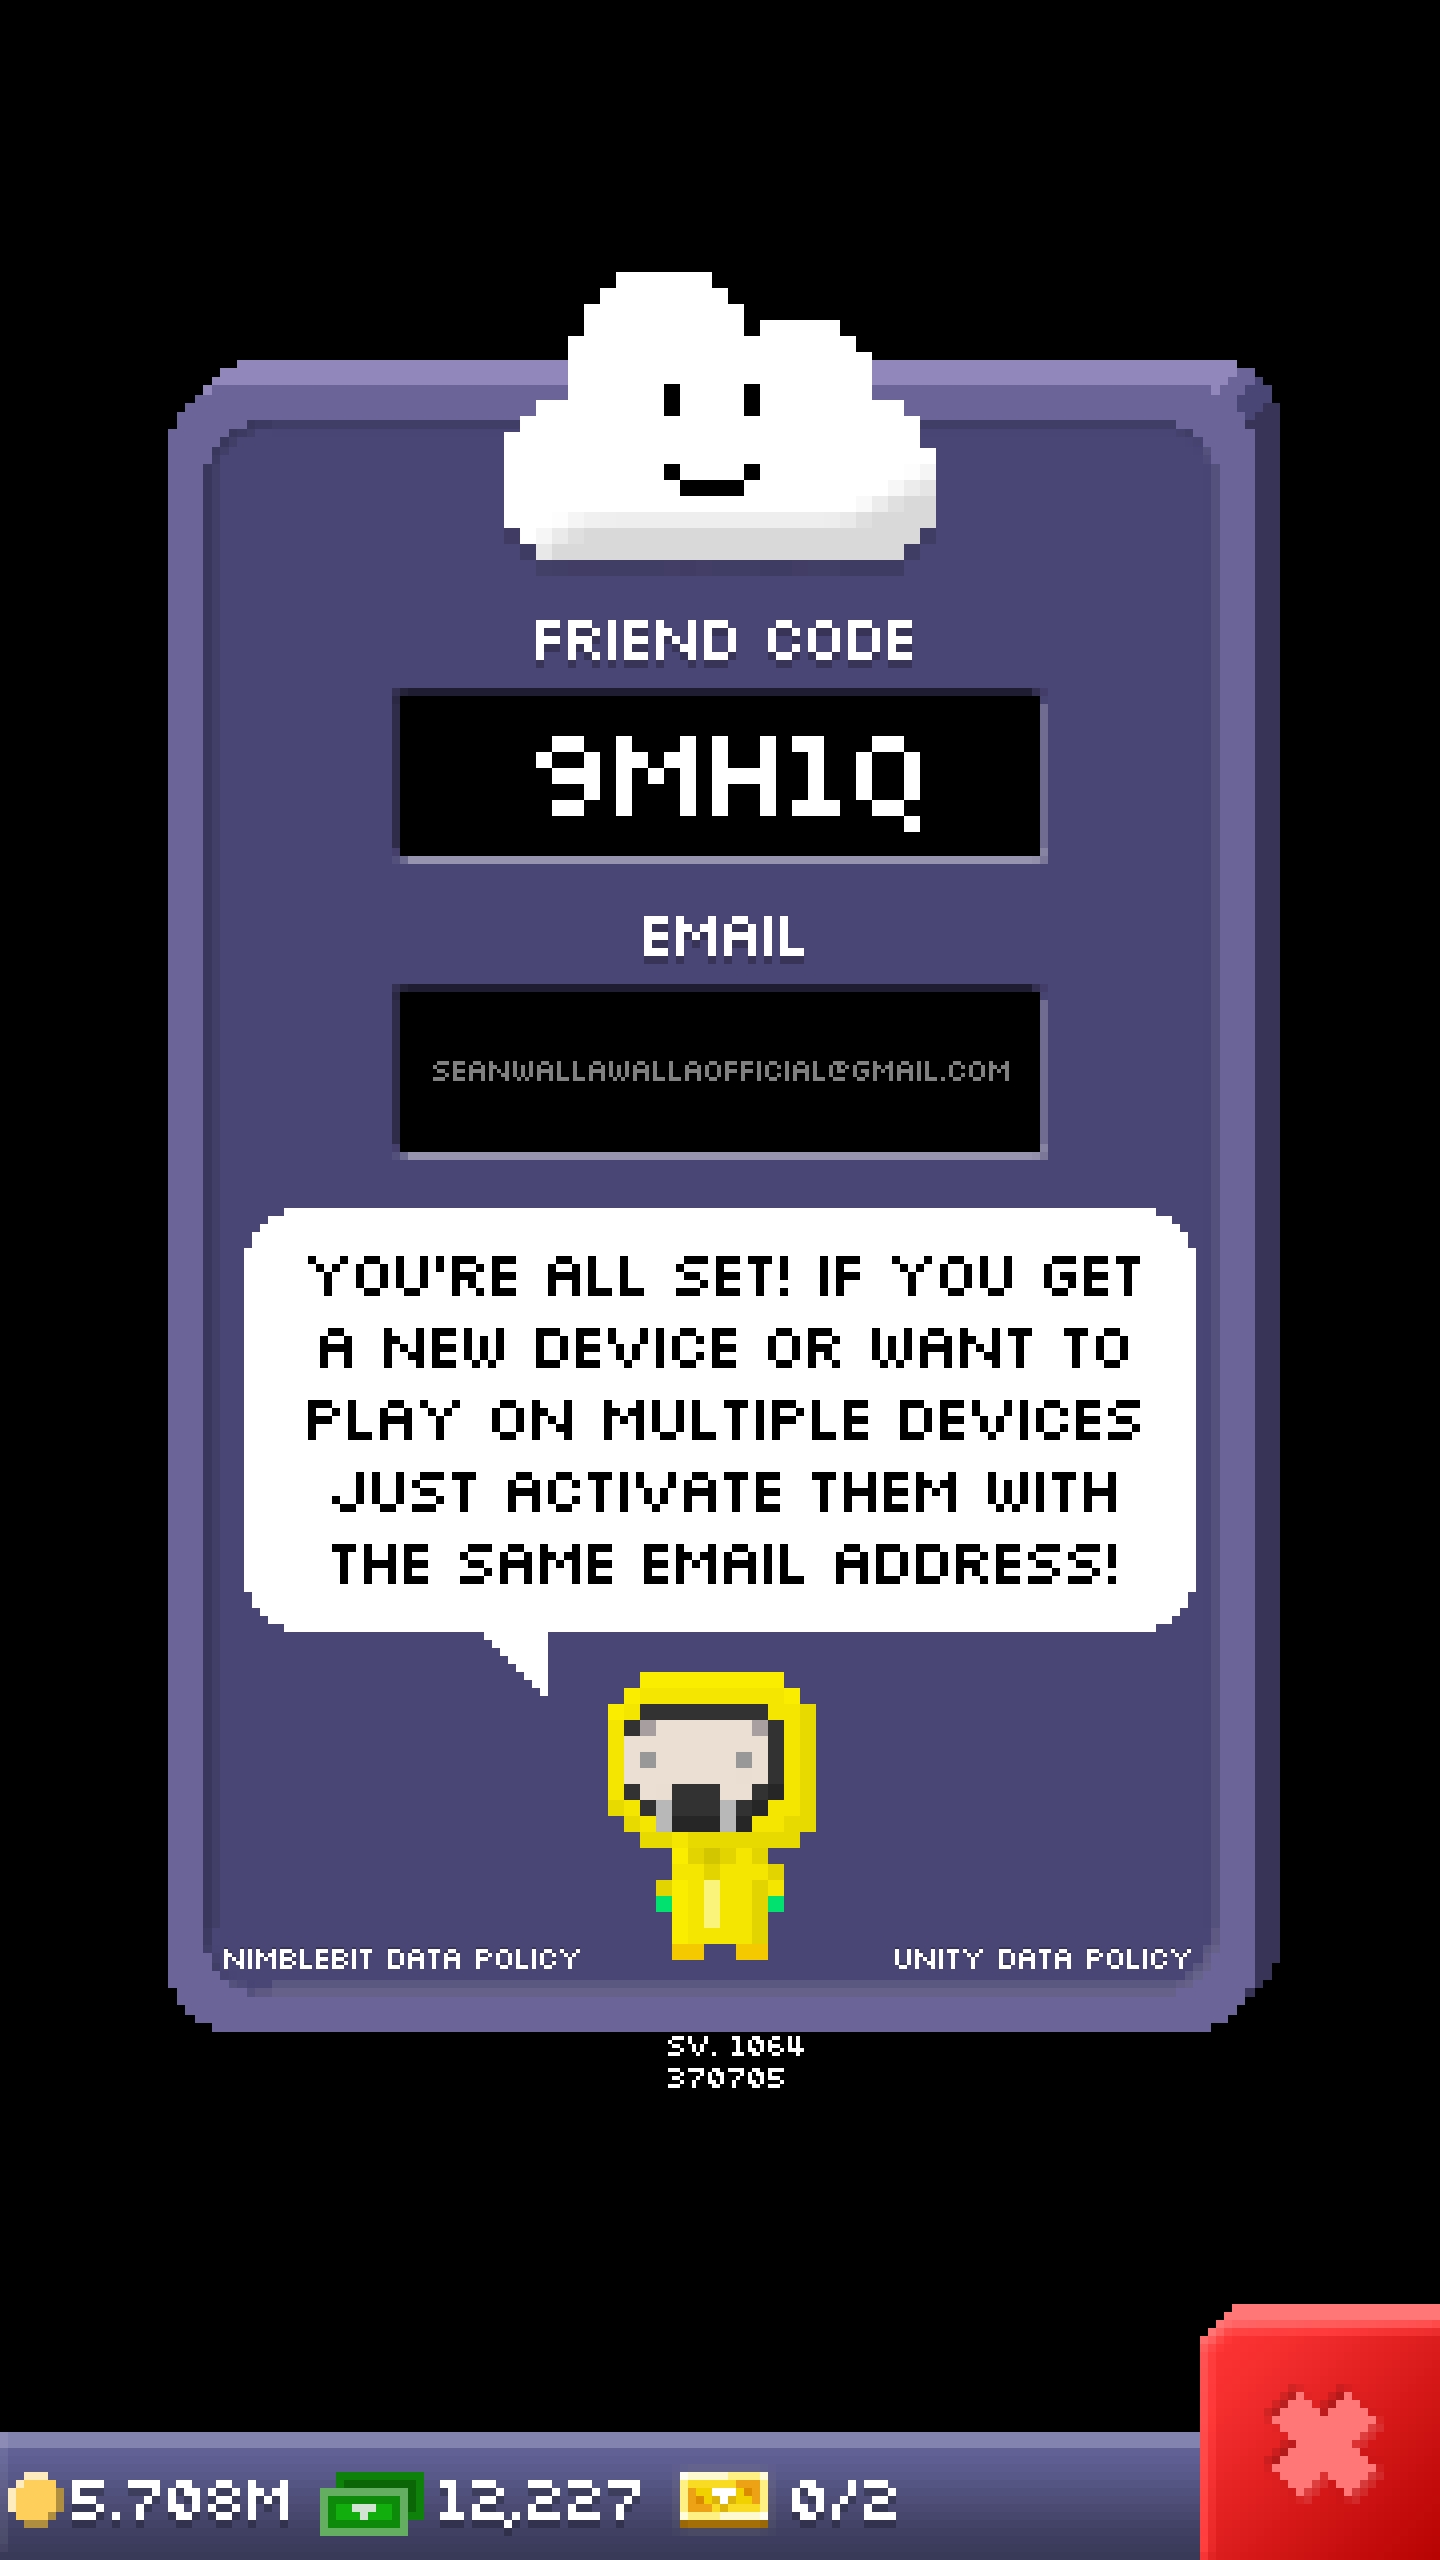 FRIEND CODE
9MH1Q
EMAIL
SEANWALLAWALLAOFFICIAL@GMAIL.COM
YOU'RE ALL SET! IF YOU GET
A NEW DEVICE OR WANT TO
PLAY ON MULTIPLE DEVICES
JUST ACTIVATE THEM WITH
THE SAME EMAIL ADDRESS!
NIMBLEBIT DATA POLICY
UNITY DATA POLICY
SV. 1064
370705
5.708M 12,227 0/2